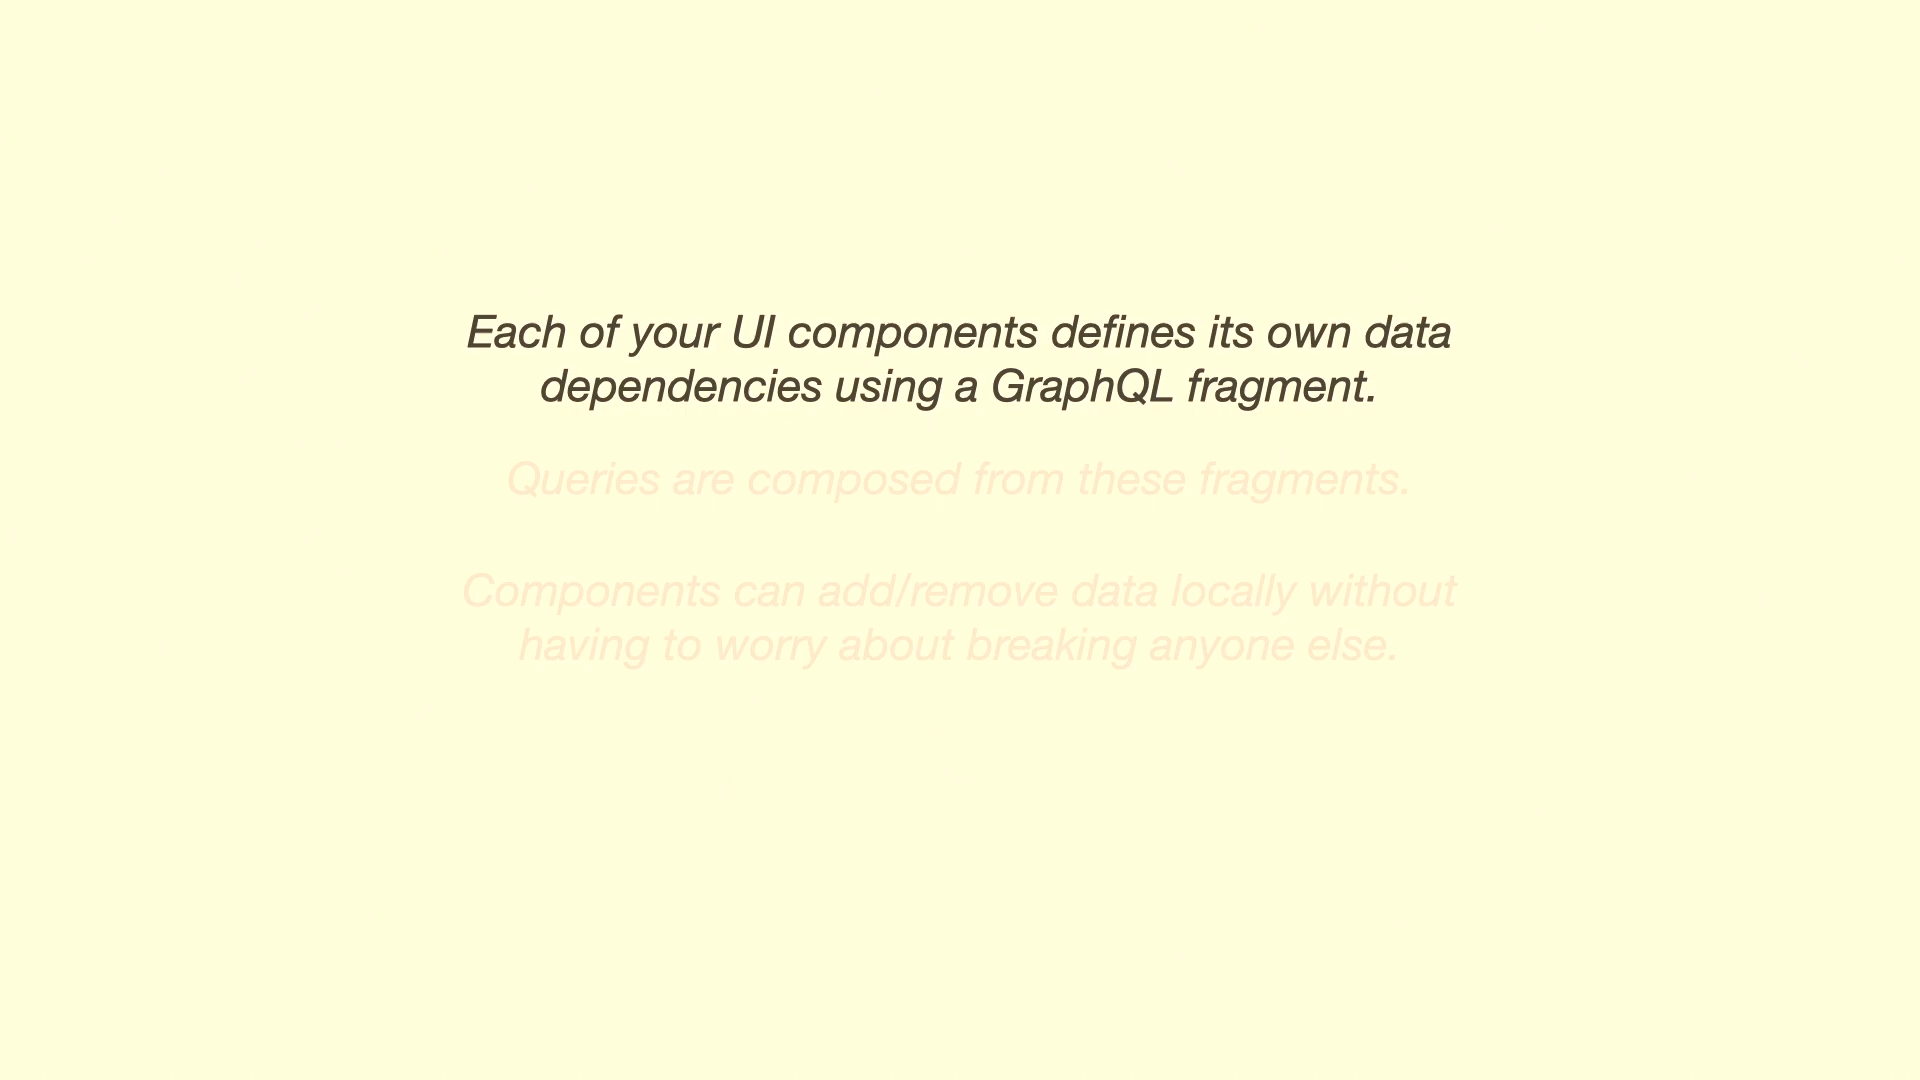 Each of your UI components defines its own data
dependencies using a GraphQL fragment.
Queries are composed from these fragments.
Components can add/remove data locally without
having to worry about breaking anyone else.